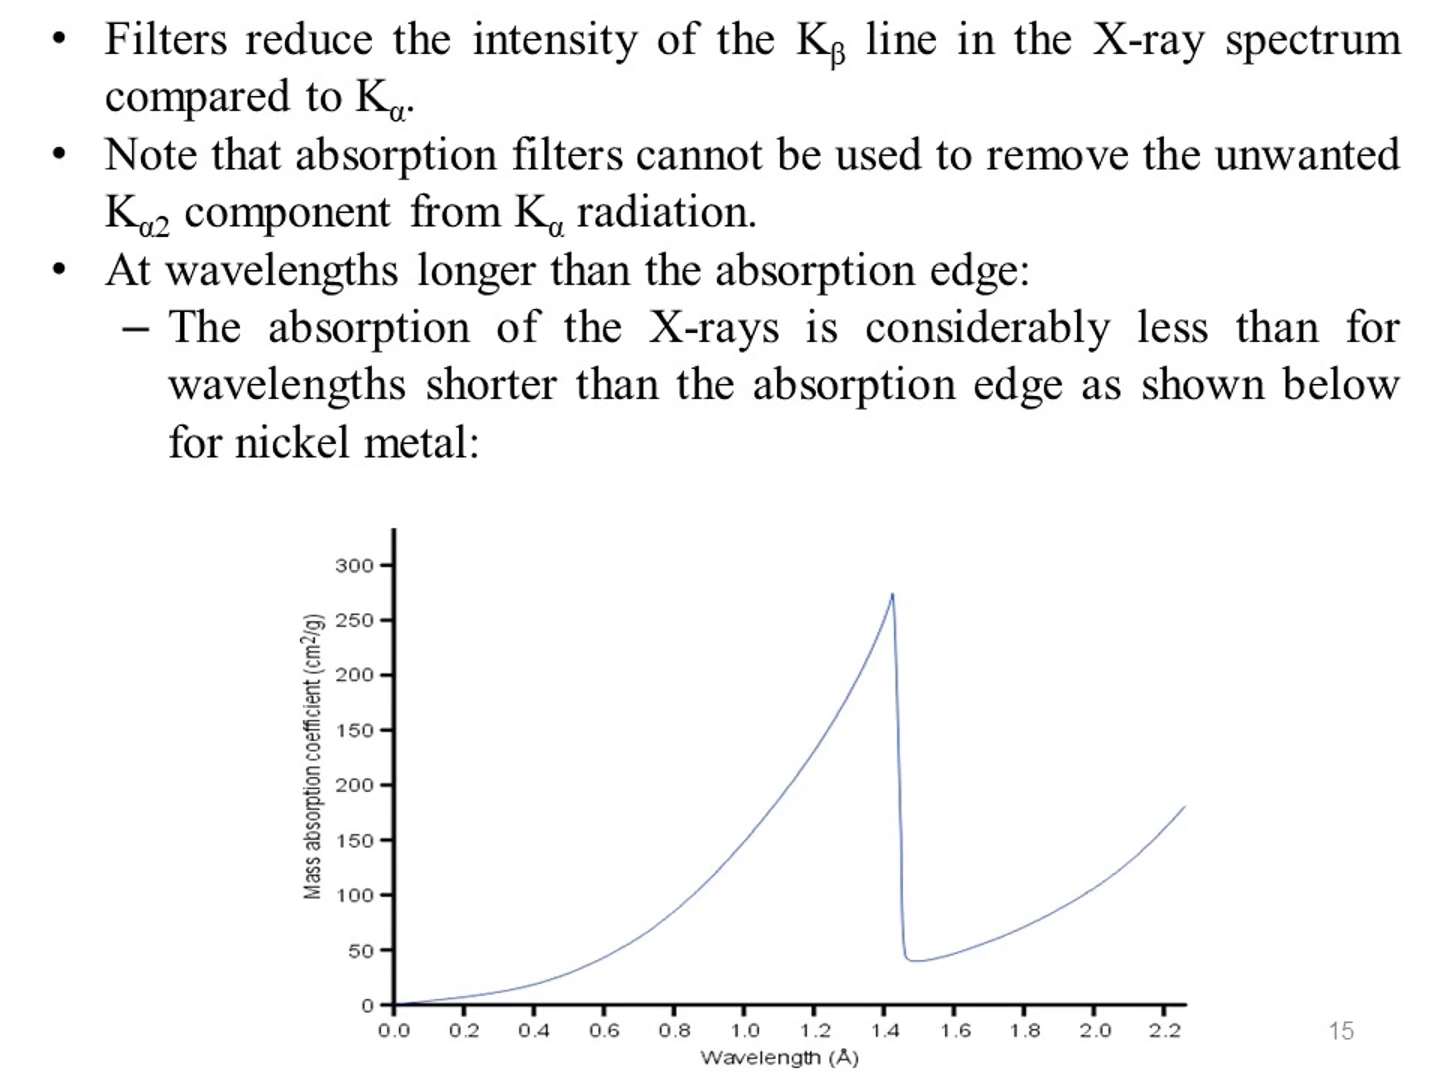 • Filters reduce the intensity of the Kβ line in the X-ray spectrum
compared to Kα.
• Note that absorption filters cannot be used to remove the unwanted
Kα2 component from Kα radiation.
• At wavelengths longer than the absorption edge:
– The absorption of the X-rays is considerably less than for
wavelengths shorter than the absorption edge as shown below
for nickel metal:
Mass absorption coefficient (cm²/g)
300
250
200
150
200
150
100
50
0
0.0 0.2 0.4 0.6 0.8 1.0 1.2 1.4 1.6 1.8 2.0 2.2
Wavelength (Å)
15